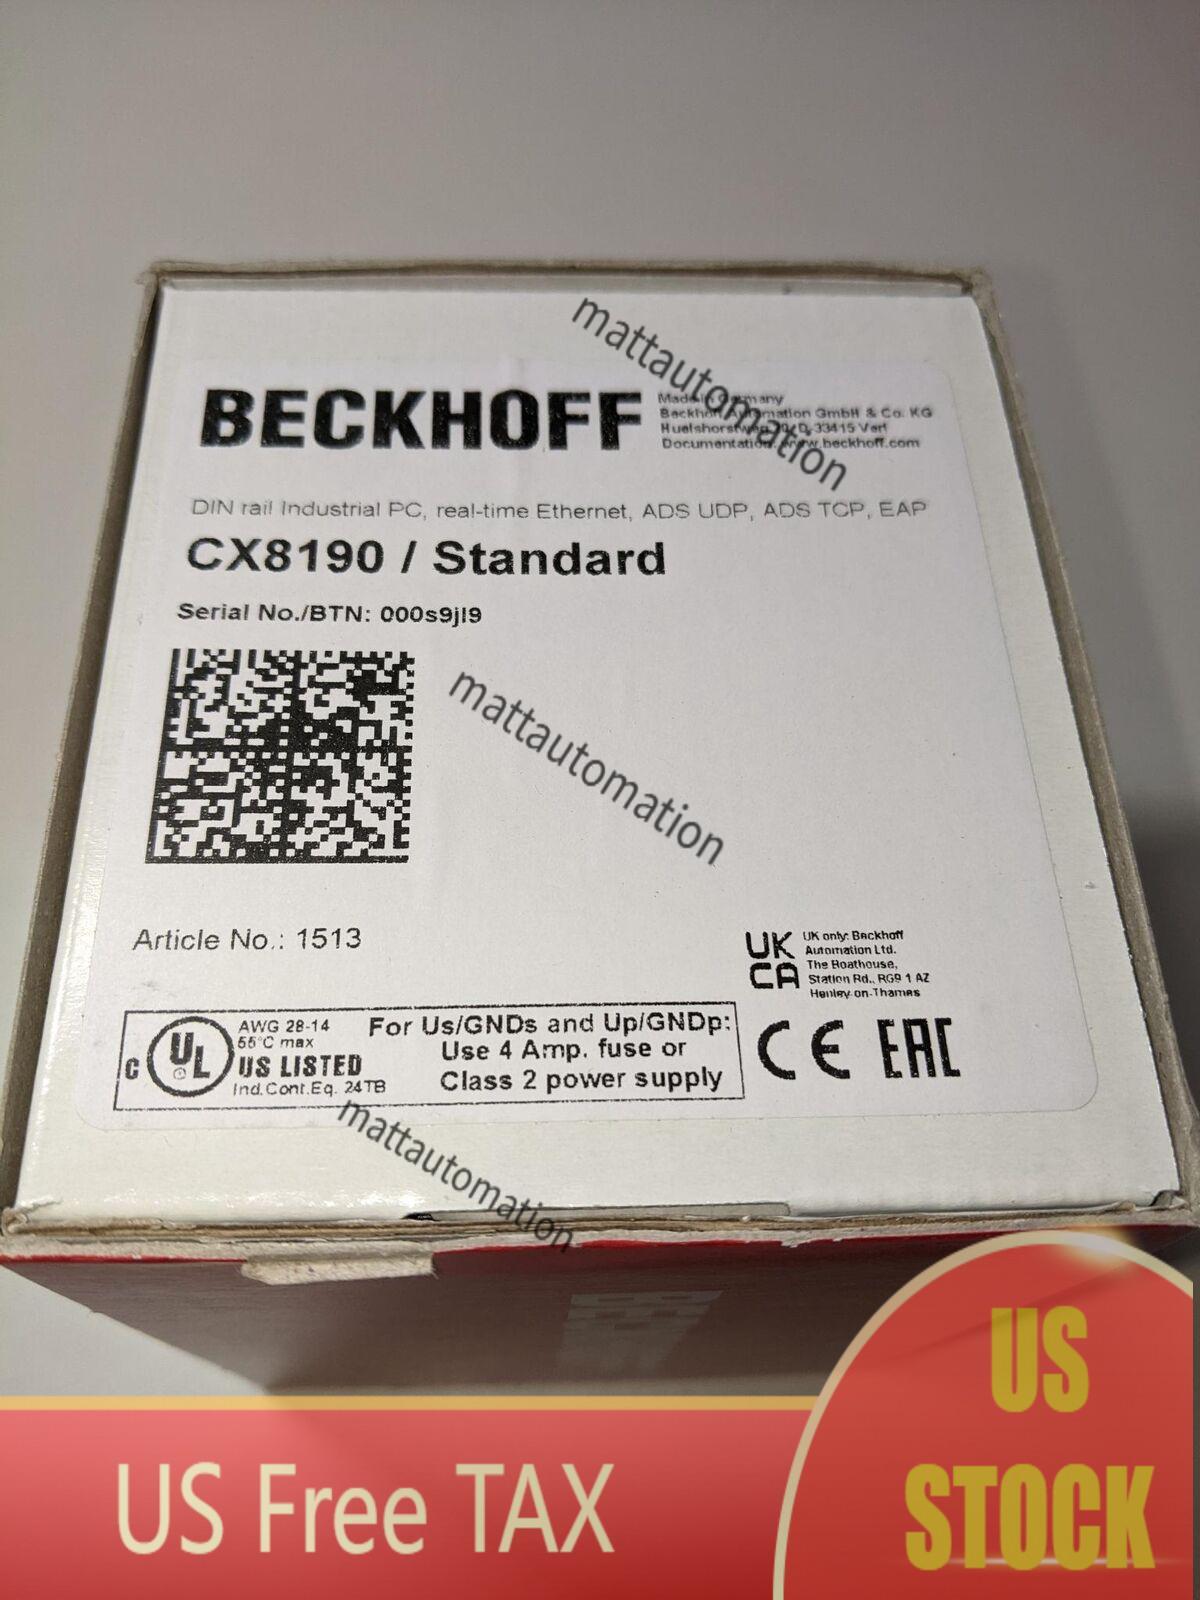 mattautomation
BECKHOFF
Made in Germany
Beckhoff Automation GmbH & Co. KG
Huelshorstweg 20, D-33415 Verl
Documentation: www.beckhoff.com
DIN rail Industrial PC, real-time Ethernet, ADS UDP, ADS TCP, EAP
CX8190 / Standard
Serial No./BTN: 000s9jl9
mattautomation
Article No.: 1513
UK
CA
UK only: Beckhoff
Automation Ltd.
The Boathouse,
Station Rd., RG9 1 AZ
Henley-on-Thames
C UL
AWG 28-14
55°C max
US LISTED
Ind.Cont.Eq. 24TB
For Us/GNDs and Up/GNDp:
Use 4 Amp. fuse or
Class 2 power supply
CE EAC
mattautomation
US Free TAX
US
STOCK